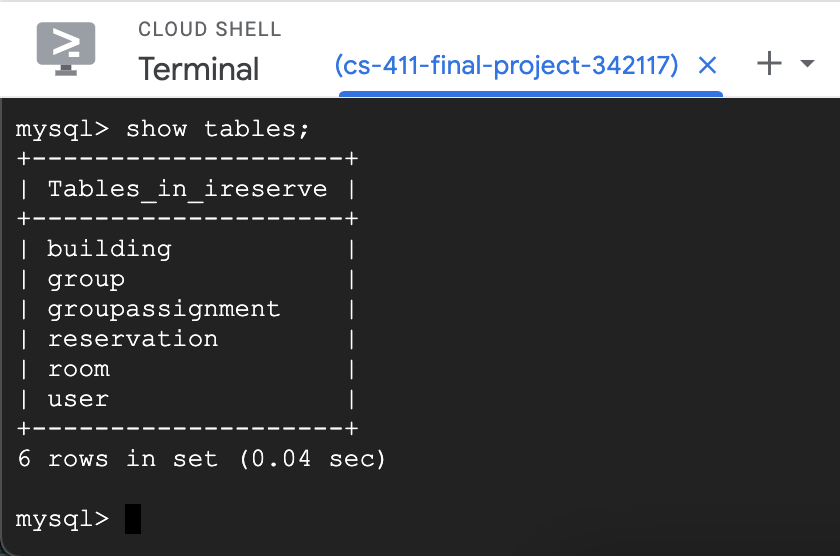 CLOUD SHELL
Terminal (cs-411-final-project-342117) × + ▾
mysql> show tables;
+--------------------+
| Tables_in_ireserve |
+--------------------+
| building           |
| group              |
| groupassignment    |
| reservation        |
| room               |
| user               |
+--------------------+
6 rows in set (0.04 sec)
mysql>